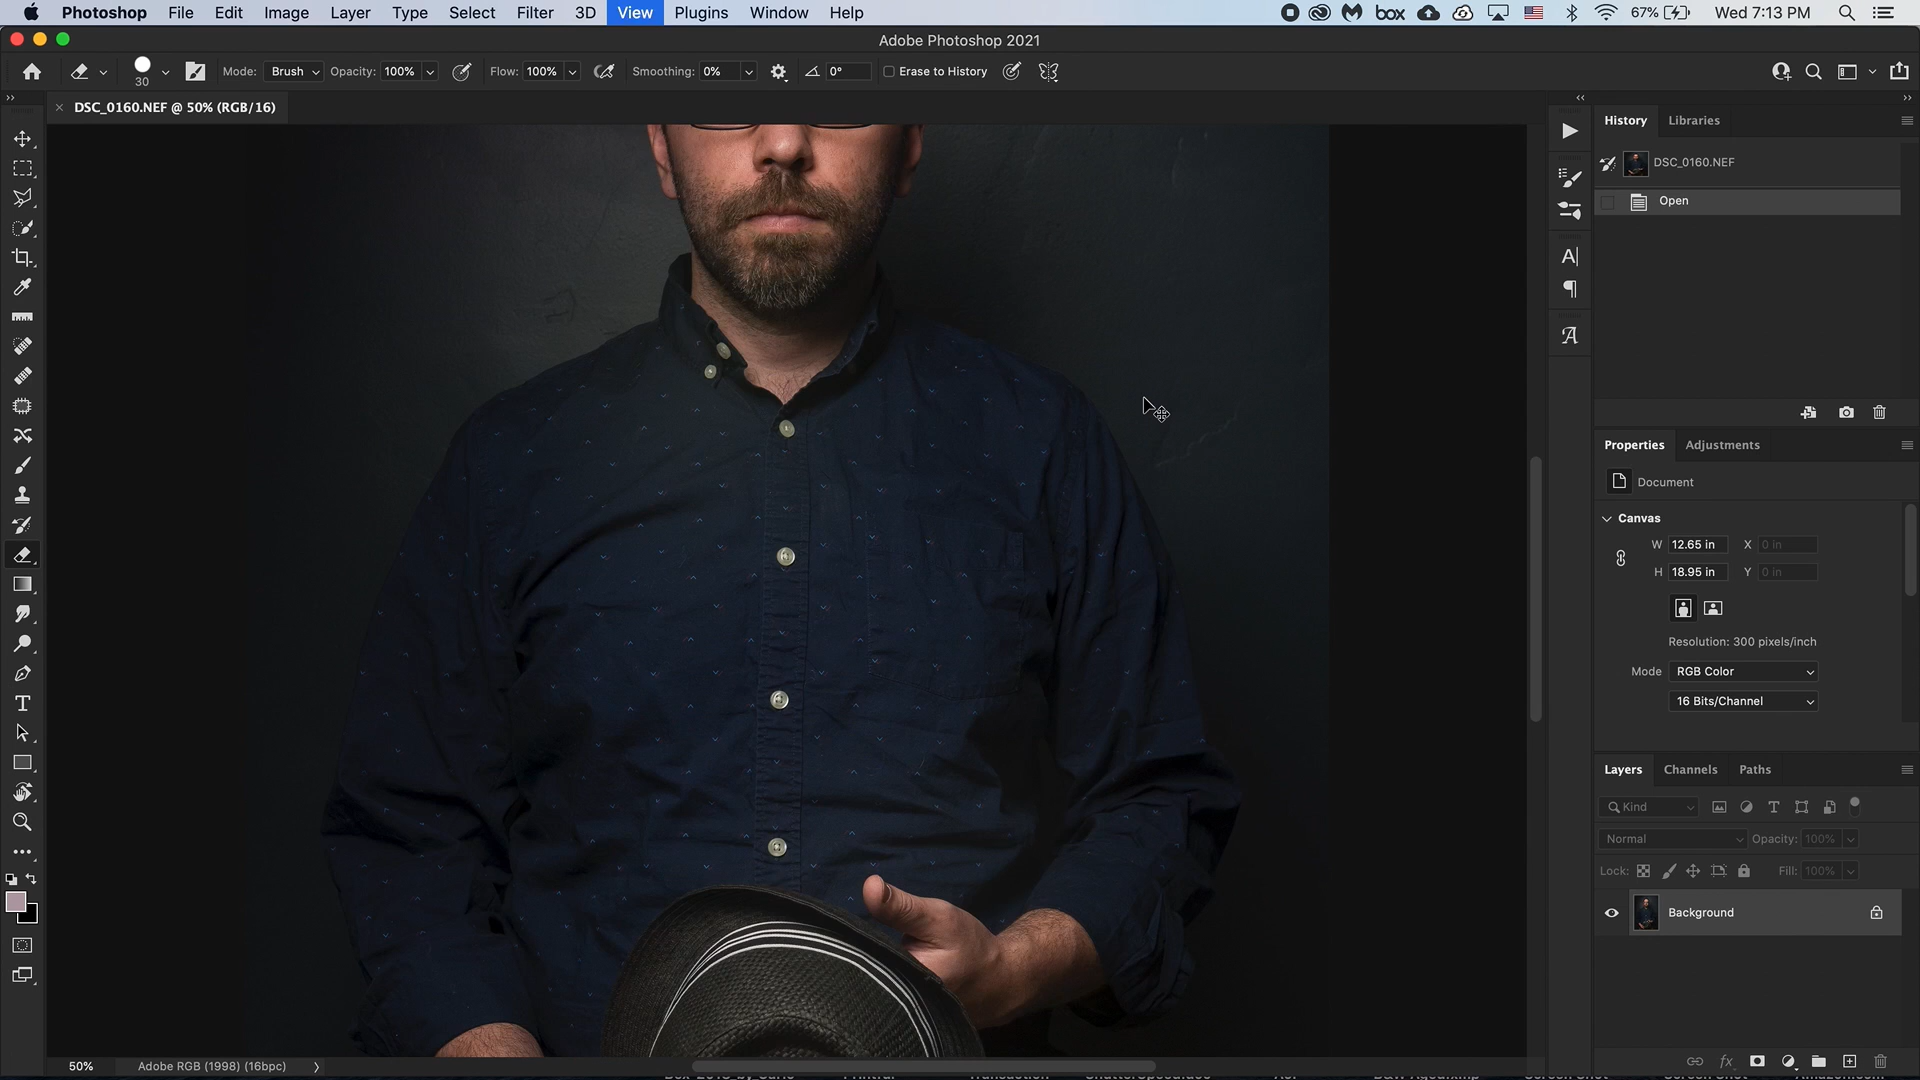 Photoshop File Edit Image Layer Type Select Filter 3D View Plugins Window Help box 67% Wed 7:13 PM
Adobe Photoshop 2021
30 Mode: Brush Opacity: 100% Flow: 100% Smoothing: 0% 0° Erase to History
DSC_0160.NEF @ 50% (RGB/16)
History Libraries
DSC_0160.NEF
Open
Properties Adjustments
Document
Canvas
W 12.65 in X 0 in
H 18.95 in Y 0 in
Resolution: 300 pixels/inch
Mode RGB Color
16 Bits/Channel
Layers Channels Paths
Kind
Normal Opacity: 100%
Lock: Fill: 100%
Background
50% Adobe RGB (1998) (16bpc)